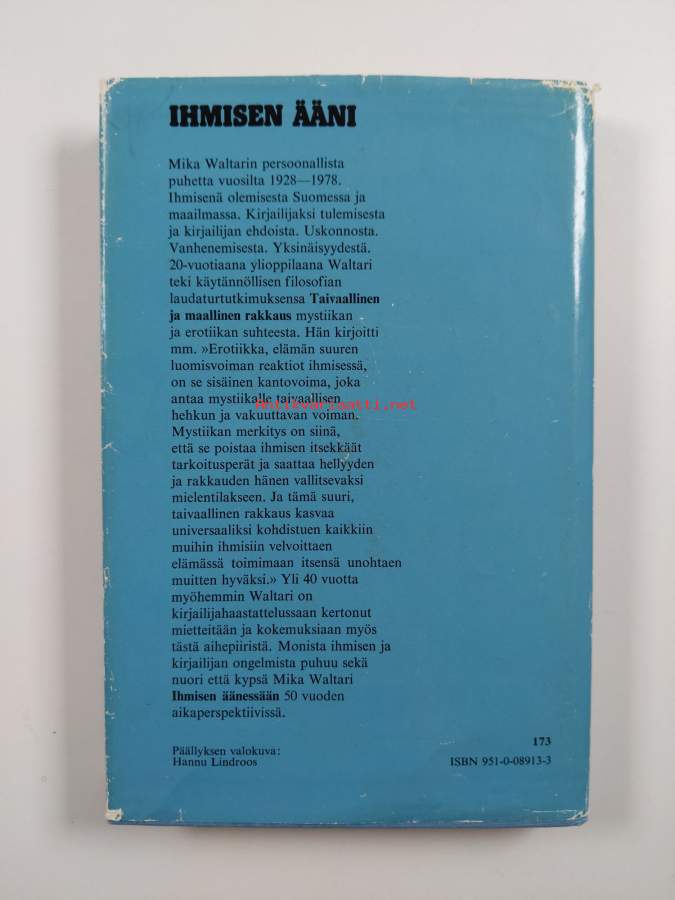 IHMISEN ÄÄNI
Mika Waltarin persoonallista
puhetta vuosilta 1928—1978.
Ihmisenä olemisesta Suomessa ja
maailmassa. Kirjailijaksi tulemisesta
ja kirjailijan ehdoista. Uskonnosta.
Vanhenemisesta. Yksinäisyydestä.
20-vuotiaana ylioppilaana Waltari
teki käytännöllisen filosofian
laudaturtutkimuksensa Taivaallinen
ja maallinen rakkaus mystiikan
ja erotiikan suhteesta. Hän kirjoitti
mm. »Erotiikka, elämän suuren
luomisvoiman reaktiot ihmisessä,
on se sisäinen kantovoima, joka
antaa mystiikalle taivaallisen
Antikvarisatti.net
hehkun ja vakuuttavan voiman.
Mystiikan merkitys on siinä,
että se poistaa ihmisen itsekkäät
tarkoitusperät ja saattaa hellyyden
ja rakkauden hänen vallitsevaksi
mielentilakseen. Ja tämä suuri,
taivaallinen rakkaus kasvaa
universaaliksi kohdistuen kaikkiin
muihin ihmisiin velvoittaen
elämässä toimimaan itsensä unohtaen
muitten hyväksi.» Yli 40 vuotta
myöhemmin Waltari on
kirjailijahaastattelussaan kertonut
mietteitään ja kokemuksiaan myös
tästä aihepiiristä. Monista ihmisen ja
kirjailijan ongelmista puhuu sekä
nuori että kypsä Mika Waltari
Ihmisen äänessään 50 vuoden
aikaperspektiivissä.
Päällyksen valokuva:
Hannu Lindroos
173
ISBN 951-0-08913-3